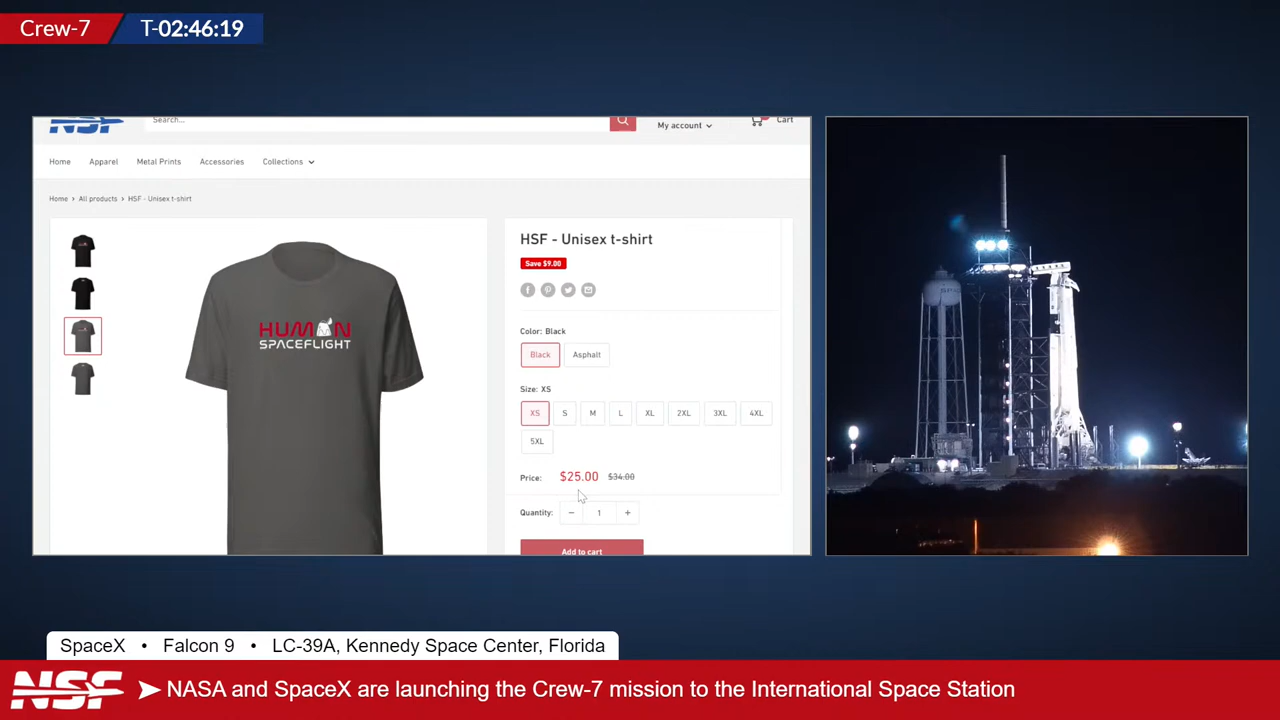 Crew-7
T-02:46:19
NSF
Search...
My account
Cart
Home
Apparel
Metal Prints
Accessories
Collections
Home > All products > HSF - Unisex t-shirt
HUMAN
SPACEFLIGHT
HSF - Unisex t-shirt
Save $9.00
Color: Black
Black
Asphalt
Size: XS
XS
S
M
L
XL
2XL
3XL
4XL
5XL
Price: $25.00 $34.00
Quantity: − 1 +
Add to cart
SpaceX • Falcon 9 • LC-39A, Kennedy Space Center, Florida
NSF
NASA and SpaceX are launching the Crew-7 mission to the International Space Station